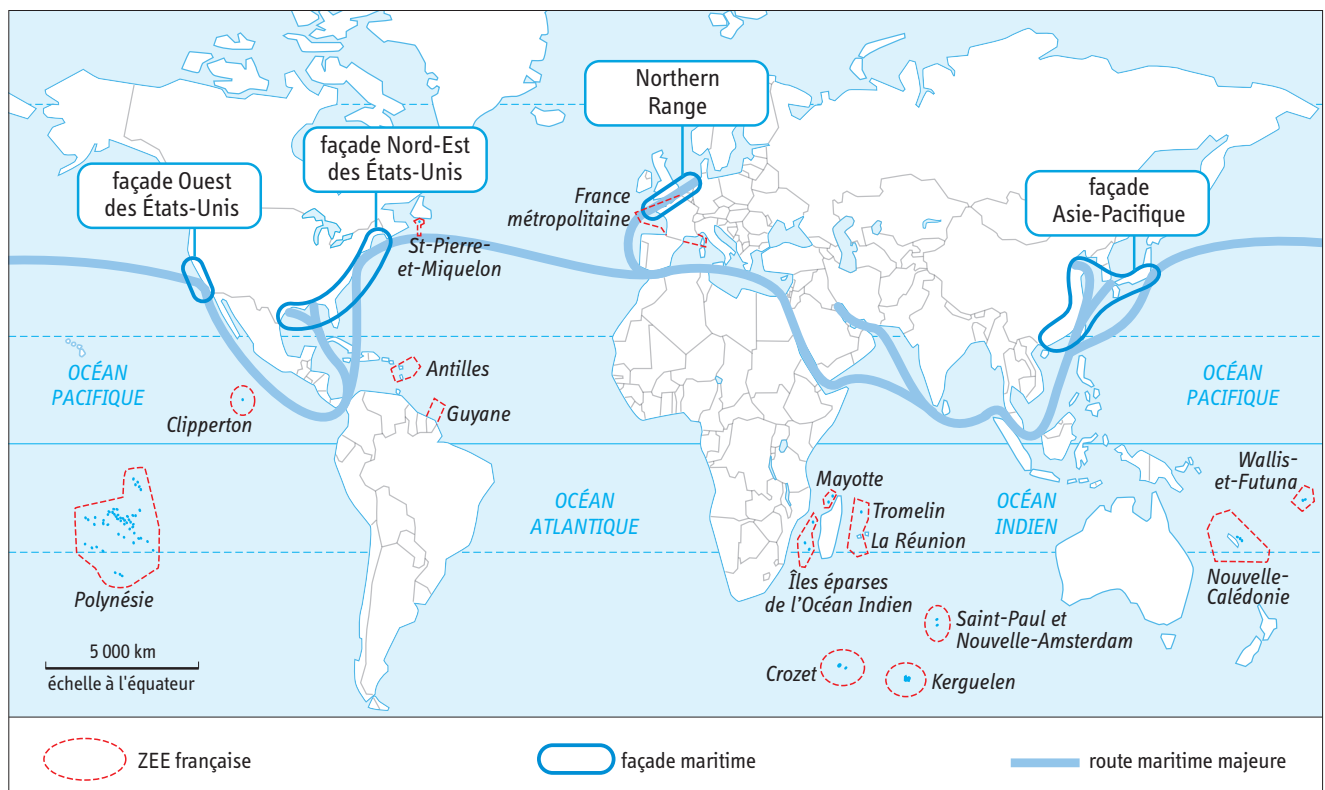 Northern
Range
façade Nord-Est
des États-Unis
façade Ouest
des États-Unis
façade
Asie-Pacifique
France
métropolitaine
St-Pierre-
et-Miquelon
OCÉAN
PACIFIQUE
Antilles
Clipperton
Guyane
OCÉAN
PACIFIQUE
Polynésie
OCÉAN
ATLANTIQUE
Mayotte
Tromelin
La Réunion
Îles éparses
de l'Océan Indien
OCÉAN
INDIEN
Wallis-
et-Futuna
Nouvelle-
Calédonie
Saint-Paul et
Nouvelle-Amsterdam
Crozet
Kerguelen
5 000 km
échelle à l'équateur
ZEE française
façade maritime
route maritime majeure